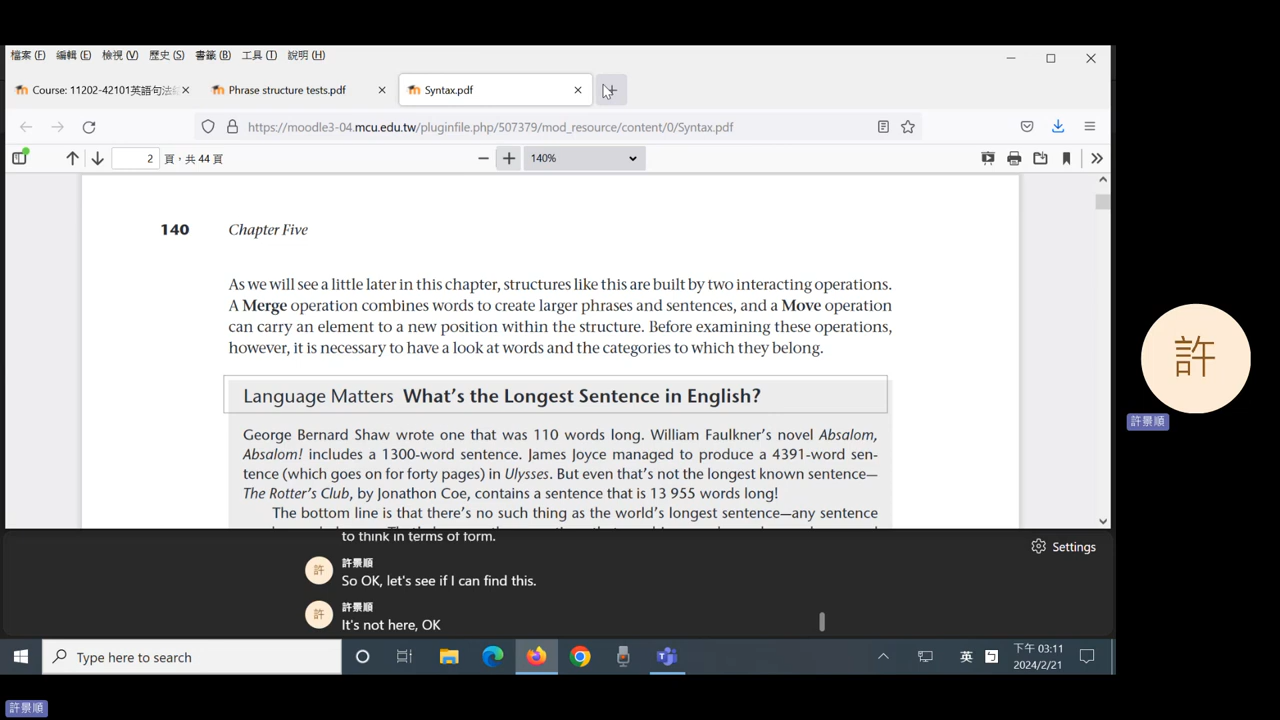 檔案 (F) 編輯 (E) 檢視 (V) 歷史 (S) 書籤 (B) 工具 (T) 說明 (H)
Course: 11202-42101英語句法 Phrase structure tests.pdf Syntax.pdf
https://moodle3-04.mcu.edu.tw/pluginfile.php/507379/mod_resource/content/0/Syntax.pdf
2 頁，共 44 頁 140%
140 Chapter Five
As we will see a little later in this chapter, structures like this are built by two interacting operations.
A Merge operation combines words to create larger phrases and sentences, and a Move operation
can carry an element to a new position within the structure. Before examining these operations,
however, it is necessary to have a look at words and the categories to which they belong.
Language Matters What's the Longest Sentence in English?
George Bernard Shaw wrote one that was 110 words long. William Faulkner's novel Absalom,
Absalom! includes a 1300-word sentence. James Joyce managed to produce a 4391-word sen-
tence (which goes on for forty pages) in Ulysses. But even that's not the longest known sentence—
The Rotter's Club, by Jonathon Coe, contains a sentence that is 13 955 words long!
The bottom line is that there's no such thing as the world's longest sentence—any sentence
to think in terms of form.
Settings
許 許景順
So OK, let's see if I can find this.
許 許景順
It's not here, OK
許
許景順
Type here to search
英
下午 03:11
2024/2/21
許景順